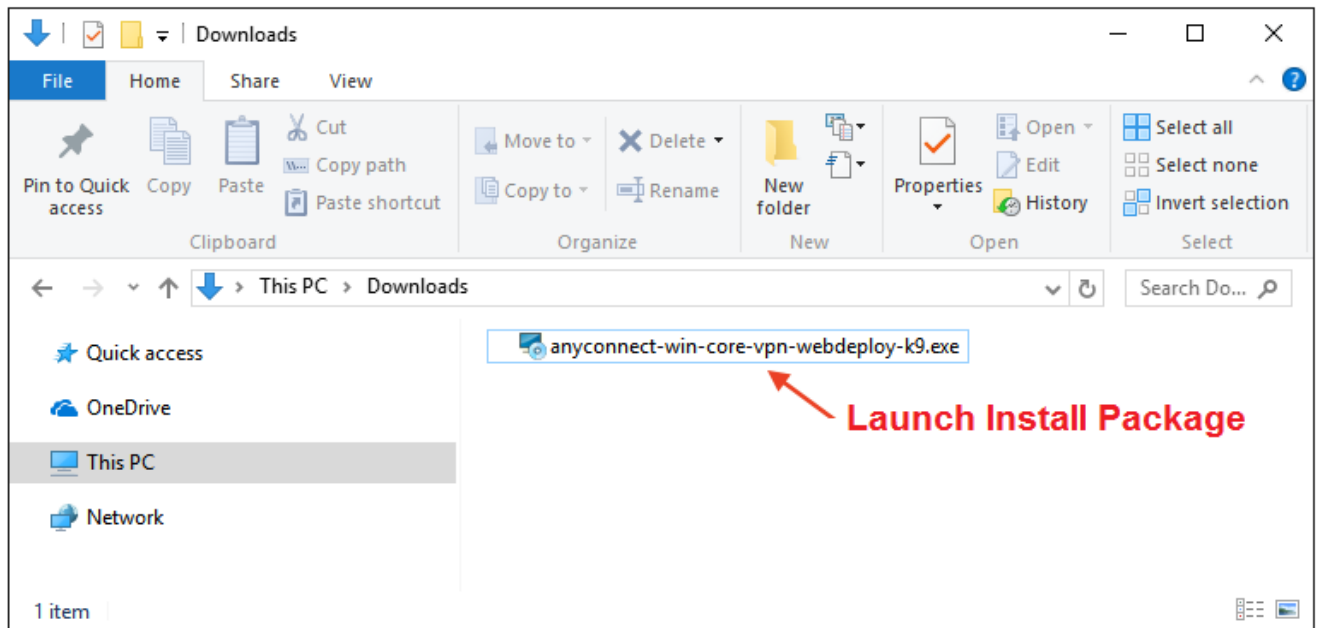 Downloads
File Home Share View
?
Pin to Quick access
Copy
Paste
Cut
Copy path
Paste shortcut
Clipboard
Move to
Copy to
Delete
Rename
Organize
New folder
New
Properties
Open
Edit
History
Open
Select all
Select none
Invert selection
Select
This PC > Downloads
Search Do...
Quick access
anyconnect-win-core-vpn-webdeploy-k9.exe
OneDrive
Launch Install Package
This PC
Network
1 item